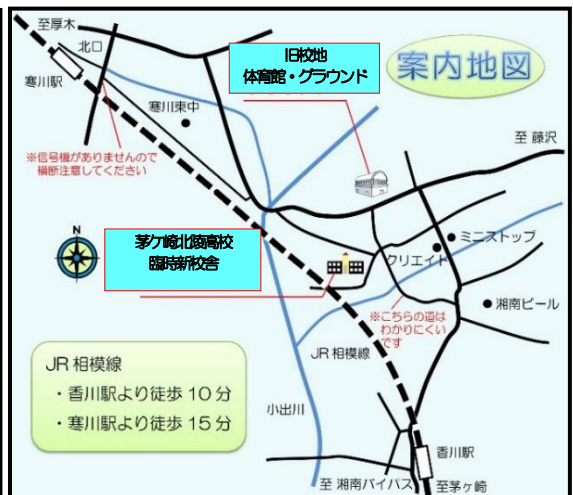 至厚木
北口
寒川駅
旧校地
体育館・グラウンド
案内地図
寒川東中
至 藤沢
※信号機がありませんので
横断注意してください
N
茅ケ崎北陵高校
臨時新校舎
ミニストップ
クリエイト
湘南ビール
※こちらの道は
わかりにくい
です
JR 相模線
JR 相模線
・香川駅より徒歩 10 分
・寒川駅より徒歩 15 分
小出川
香川駅
至 湘南バイパス
至茅ヶ崎